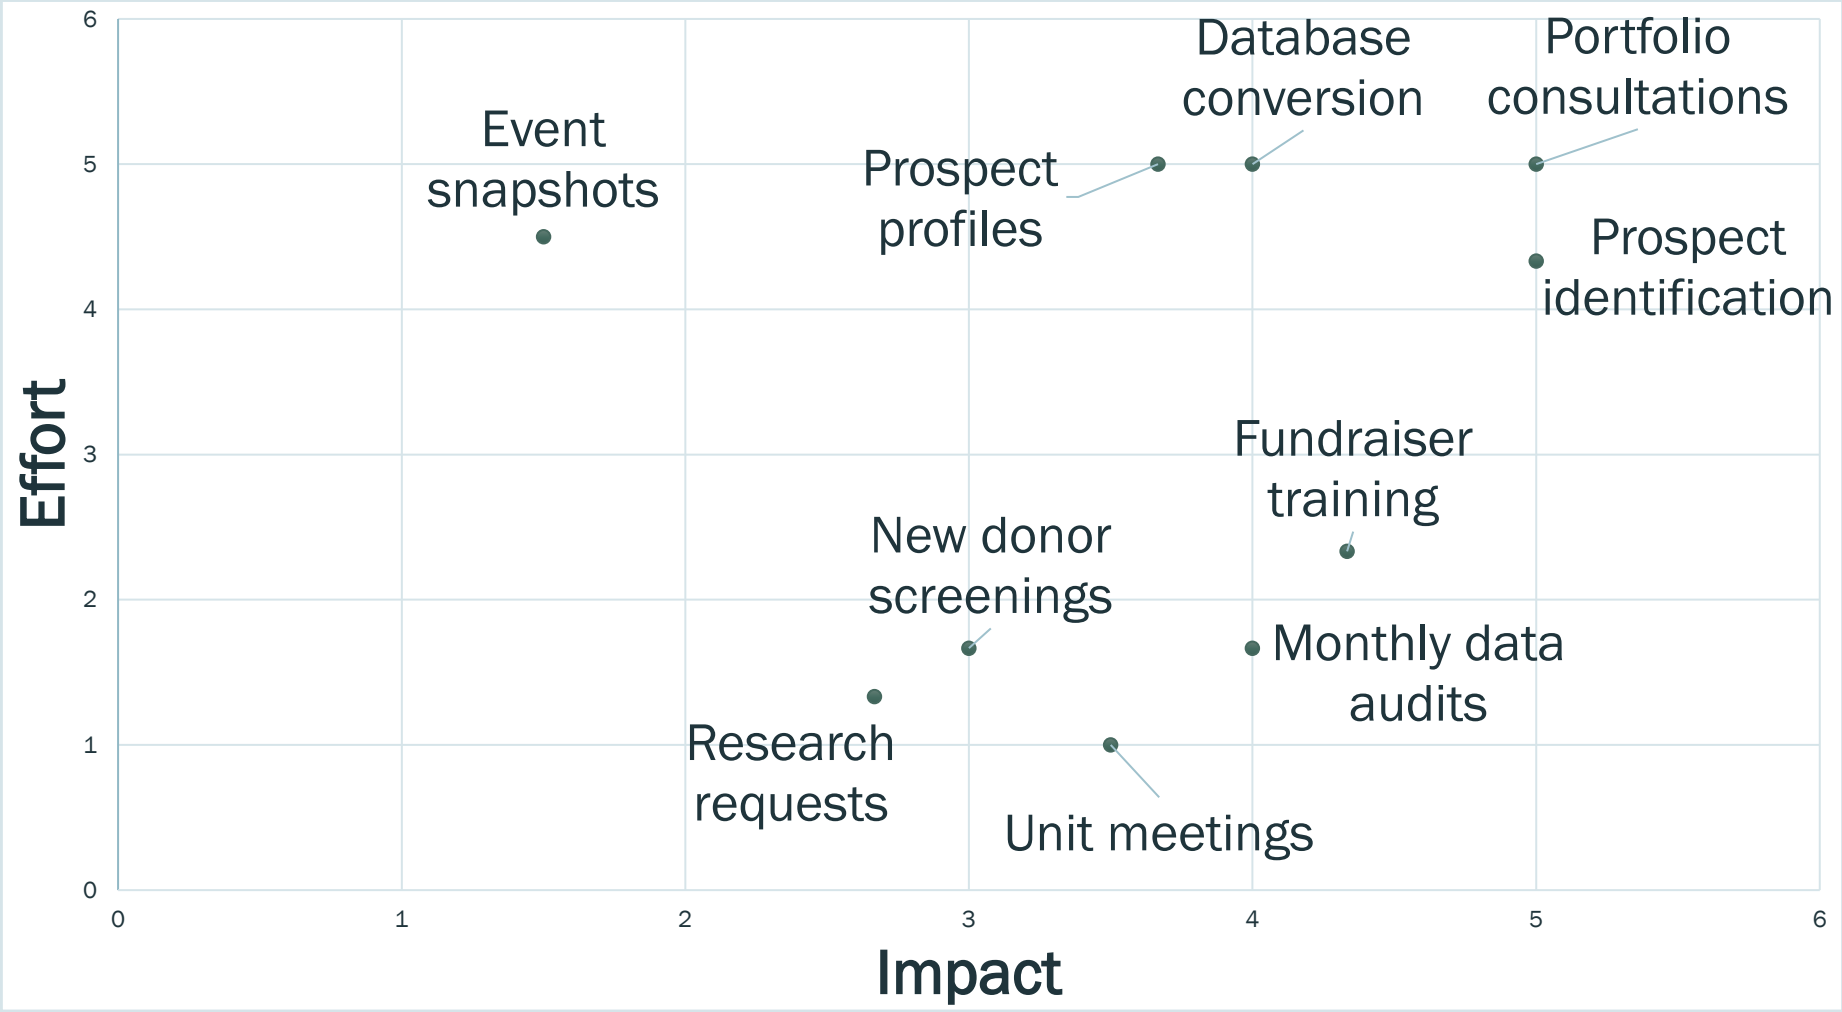 6
Database
conversion
Portfolio
consultations
Event
snapshots
5
Prospect
profiles
Prospect
identification
4
Effort
3
Fundraiser
training
New donor
screenings
2
Monthly data
audits
Research
requests
1
Unit meetings
0
0 1 2 3 4 5 6
Impact